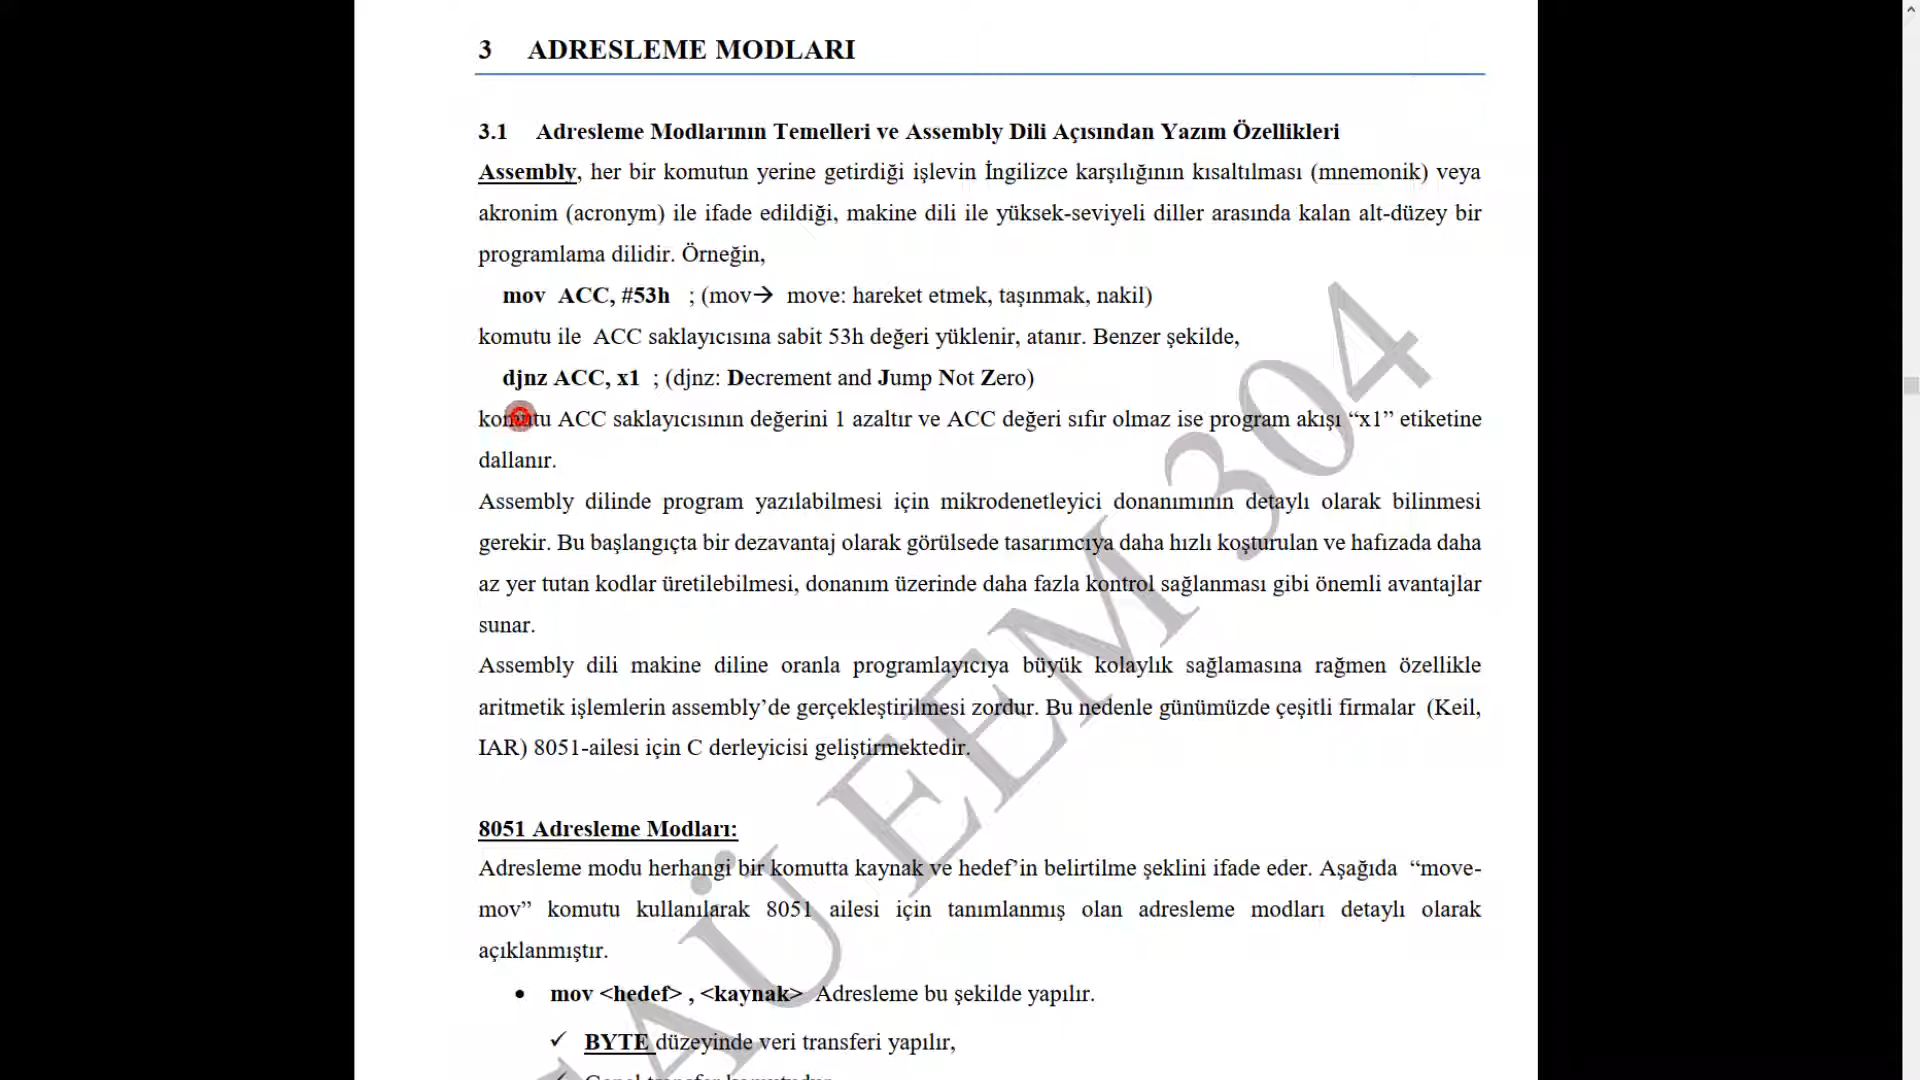 3 ADRESLEME MODLARI
3.1 Adresleme Modlarının Temelleri ve Assembly Dili Açısından Yazım Özellikleri
Assembly, her bir komutun yerine getirdiği işlevin İngilizce karşılığının kısaltılması (mnemonik) veya
akronim (acronym) ile ifade edildiği, makine dili ile yüksek-seviyeli diller arasında kalan alt-düzey bir
programlama dilidir. Örneğin,
mov ACC, #53h ; (mov→ move: hareket etmek, taşınmak, nakil)
komutu ile ACC saklayıcısına sabit 53h değeri yüklenir, atanır. Benzer şekilde,
djnz ACC, x1 ; (djnz: Decrement and Jump Not Zero)
komutu ACC saklayıcısının değerini 1 azaltır ve ACC değeri sıfır olmaz ise program akışı “x1” etiketine
dallanır.
Assembly dilinde program yazılabilmesi için mikrodenetleyici donanımının detaylı olarak bilinmesi
gerekir. Bu başlangıçta bir dezavantaj olarak görülsede tasarımcıya daha hızlı koşturulan ve hafızada daha
az yer tutan kodlar üretilebilmesi, donanım üzerinde daha fazla kontrol sağlanması gibi önemli avantajlar
sunar.
Assembly dili makine diline oranla programlayıcıya büyük kolaylık sağlamasına rağmen özellikle
aritmetik işlemlerin assembly’de gerçekleştirilmesi zordur. Bu nedenle günümüzde çeşitli firmalar (Keil,
IAR) 8051-ailesi için C derleyicisi geliştirmektedir.
8051 Adresleme Modları:
Adresleme modu herhangi bir komutta kaynak ve hedef’in belirtilme şeklini ifade eder. Aşağıda “move-
mov” komutu kullanılarak 8051 ailesi için tanımlanmış olan adresleme modları detaylı olarak
açıklanmıştır.
• mov <hedef> , <kaynak> Adresleme bu şekilde yapılır.
✓ BYTE düzeyinde veri transferi yapılır,
AÜ EEM 304